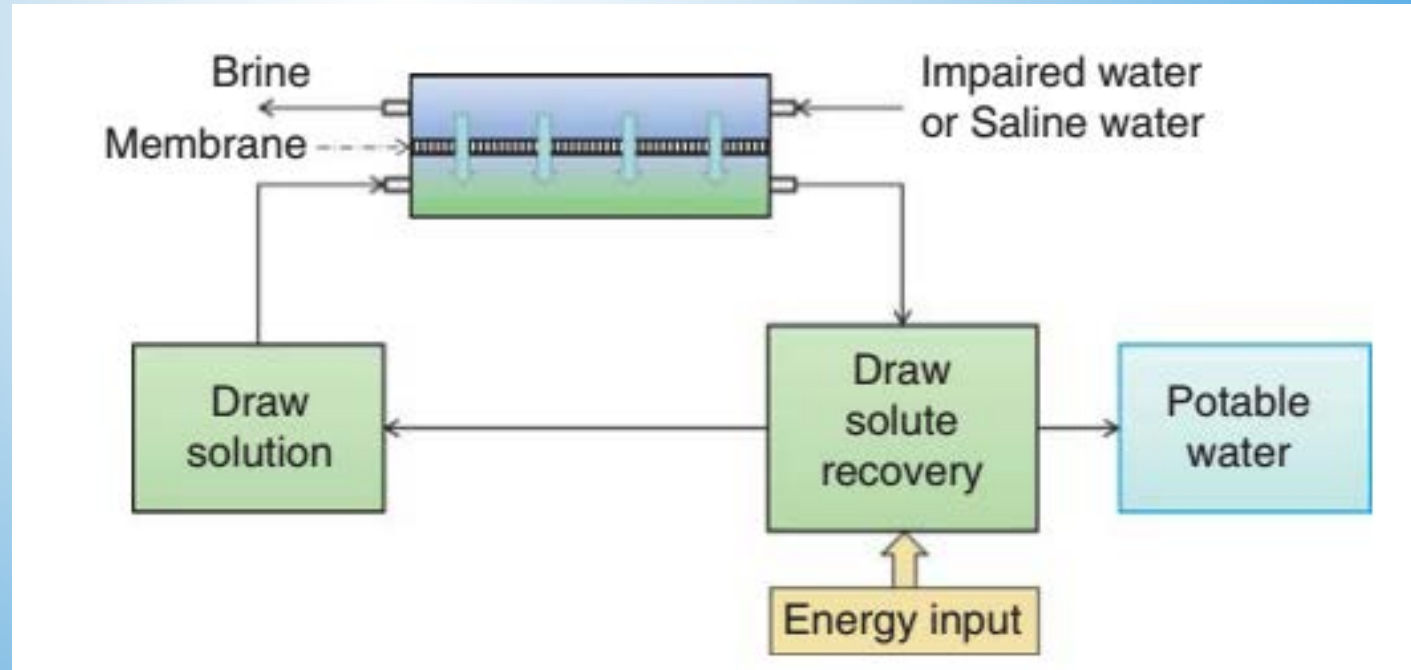 Brine
Impaired water
or Saline water
Membrane
Draw
solution
Draw
solute
recovery
Potable
water
Energy input